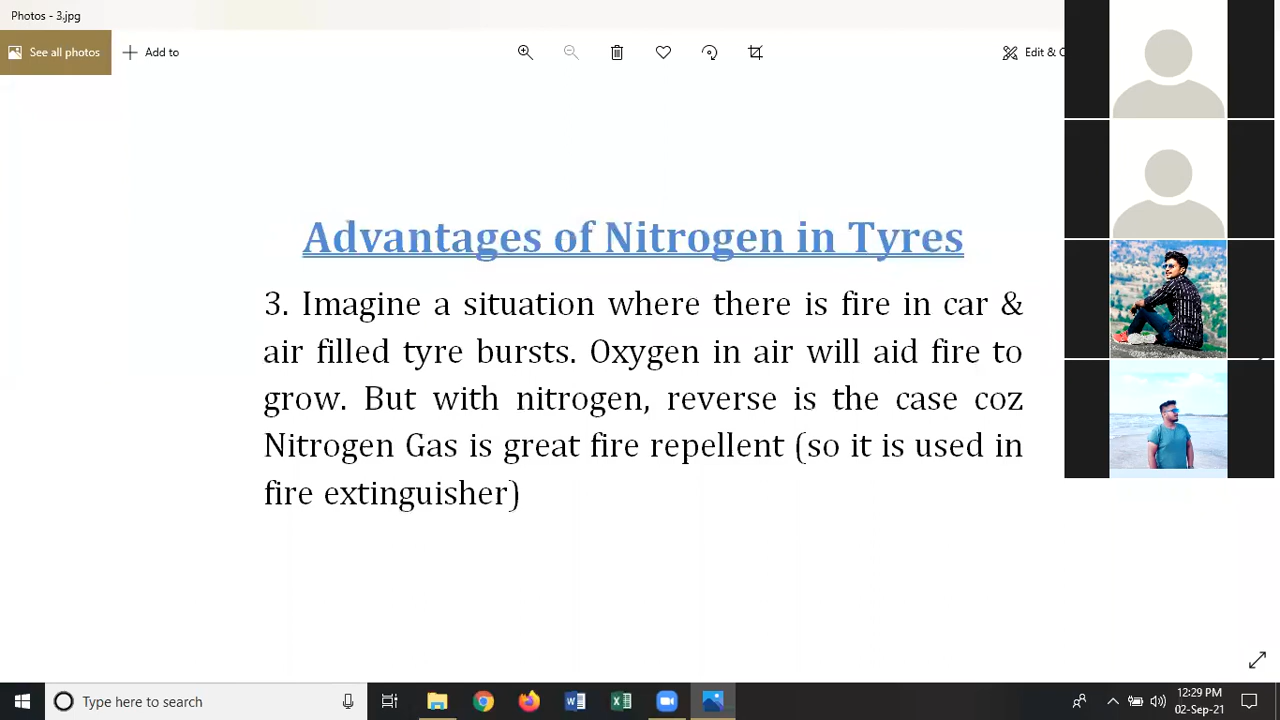 Photos - 3.jpg
See all photos
Add to
Edit & C
Advantages of Nitrogen in Tyres
3. Imagine a situation where there is fire in car &
air filled tyre bursts. Oxygen in air will aid fire to
grow. But with nitrogen, reverse is the case coz
Nitrogen Gas is great fire repellent (so it is used in
fire extinguisher)
Type here to search
12:29 PM
02-Sep-21